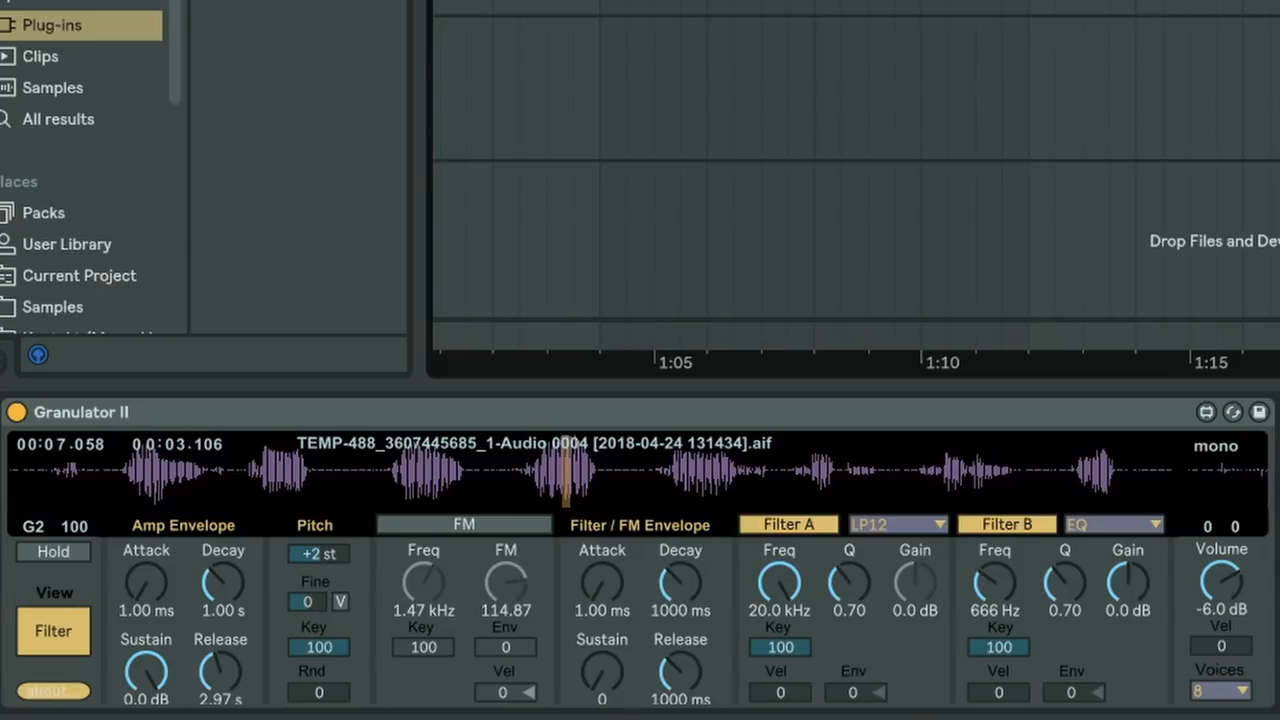 Plug-ins
Clips
Samples
All results
laces
Packs
User Library
Current Project
Samples
Drop Files and De
1:05
1:10
1:15
Granulator II
00:07.058 00:03.106 TEMP-488_3607445685_1-Audio 0004 [2018-04-24 131434].aif mono
G2 100 Amp Envelope Pitch FM Filter / FM Envelope Filter A LP12 Filter B EQ 0 0
Hold Attack Decay +2 st Freq FM Attack Decay Freq Q Gain Freq Q Gain Volume
View Fine
1.00 ms 1.00 s 0 V 1.47 kHz 114.87 1.00 ms 1000 ms 20.0 kHz 0.70 0.0 dB 666 Hz 0.70 0.0 dB -6.0 dB
Filter Sustain Release Key Key Env Sustain Release Key Key Vel
100 100 0 100 100 0
Rnd Vel Vel Env Vel Env Voices
about... 0.0 dB 2.97 s 0 0 0 1000 ms 0 0 0 0 8